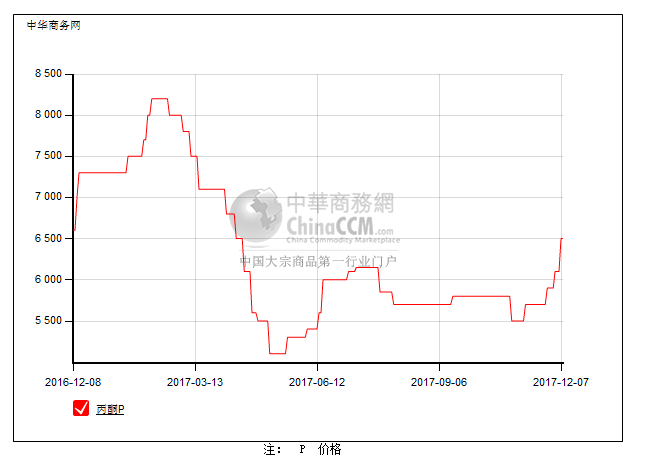 中华商务网
8 500
8 000
7 500
7 000
6 500
6 000
5 500
中華商務網
ChinaCCM.com
China Commodity Marketplace
中国大宗商品第一行业门户
2016-12-08
2017-03-13
2017-06-12
2017-09-06
2017-12-07
丙酮P
注： P 价格